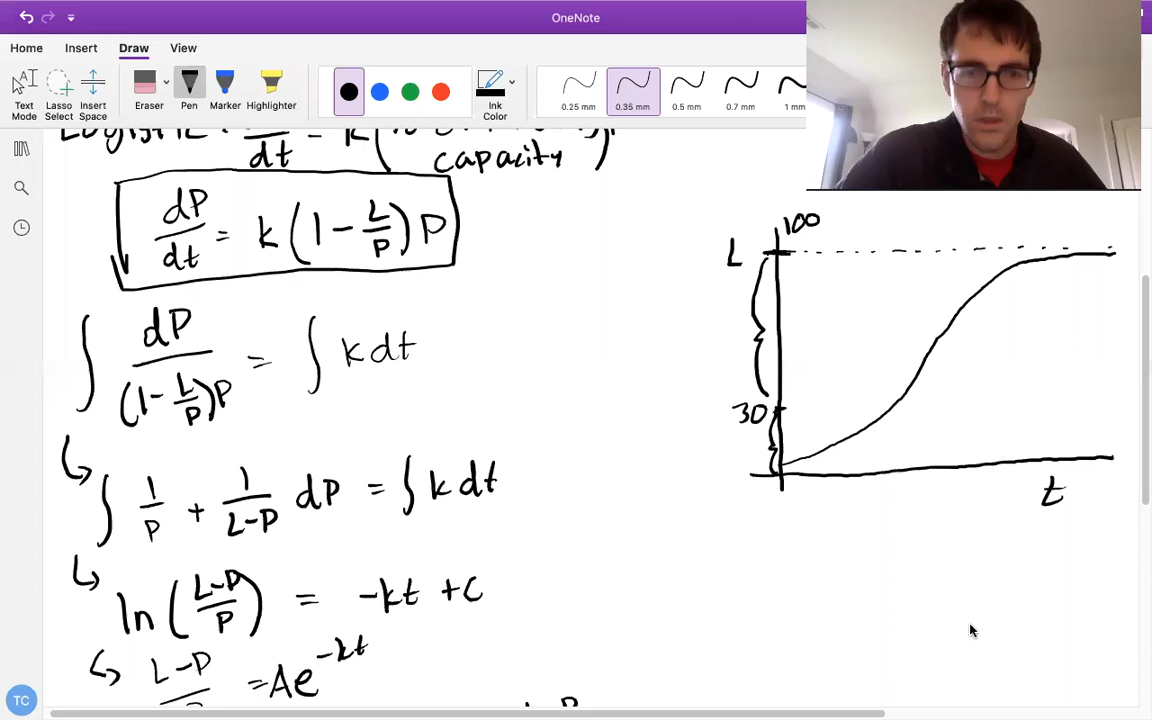 OneNote
Home Insert Draw View
Text Mode
Lasso Select
Insert Space
Eraser
Pen
Marker
Highlighter
Ink Color
0.25 mm
0.35 mm
0.5 mm
0.7 mm
1 mm
Logistic: /dt = k(
capacity)
dP/dt = k(1 - L/P)P
∫ dP/((1 - L/P)P) = ∫ k dt
∫ 1/P + 1/(L-P) dP = ∫ k dt
ln((L-P)/P) = -kt + C
L-P = Ae^-kt
100
L
30
t
TC